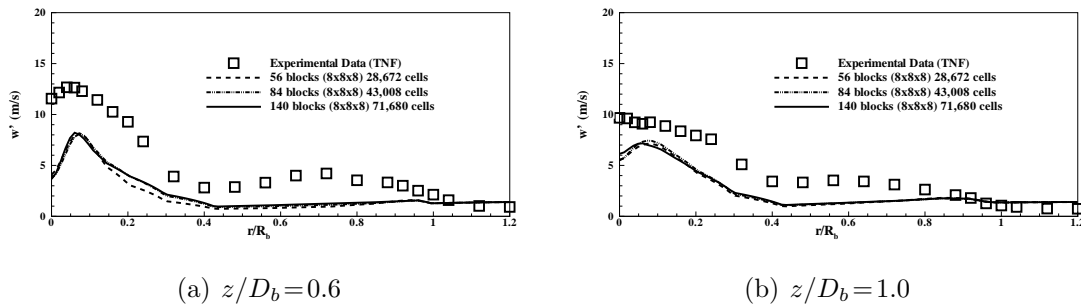 20
15
10
5
0
w' (m/s)
Experimental Data (TNF)
56 blocks (8x8x8) 28,672 cells
84 blocks (8x8x8) 43,008 cells
140 blocks (8x8x8) 71,680 cells
0 0.2 0.4 0.6 0.8 1 1.2
r/R_b
(a) z/D_b=0.6
20
15
10
5
0
w' (m/s)
Experimental Data (TNF)
56 blocks (8x8x8) 28,672 cells
84 blocks (8x8x8) 43,008 cells
140 blocks (8x8x8) 71,680 cells
0 0.2 0.4 0.6 0.8 1 1.2
r/R_b
(b) z/D_b=1.0